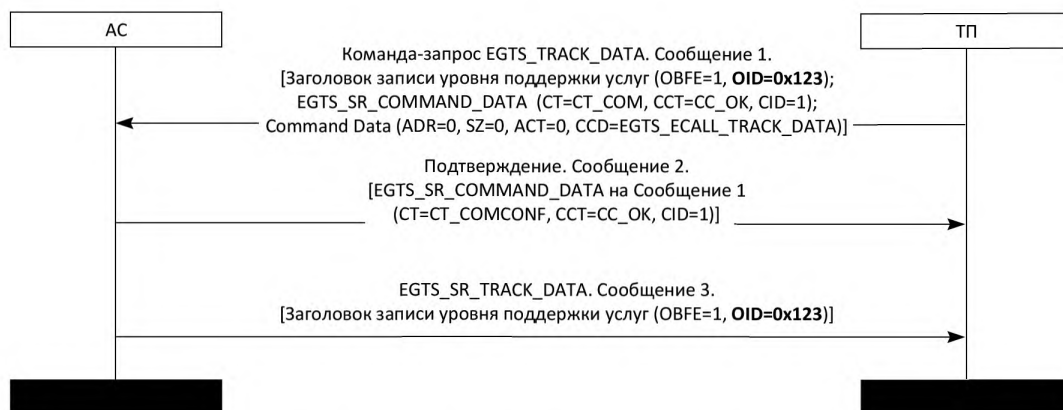 АС
ТП
Команда-запрос EGTS_TRACK_DATA. Сообщение 1.
[Заголовок записи уровня поддержки услуг (OBFE=1, OID=0x123);
EGTS_SR_COMMAND_DATA (CT=CT_COM, CCT=CC_OK, CID=1);
Command Data (ADR=0, SZ=0, ACT=0, CCD=EGTS_ECALL_TRACK_DATA)]
Подтверждение. Сообщение 2.
[EGTS_SR_COMMAND_DATA на Сообщение 1
(CT=CT_COMCONF, CCT=CC_OK, CID=1)]
EGTS_SR_TRACK_DATA. Сообщение 3.
[Заголовок записи уровня поддержки услуг (OBFE=1, OID=0x123)]